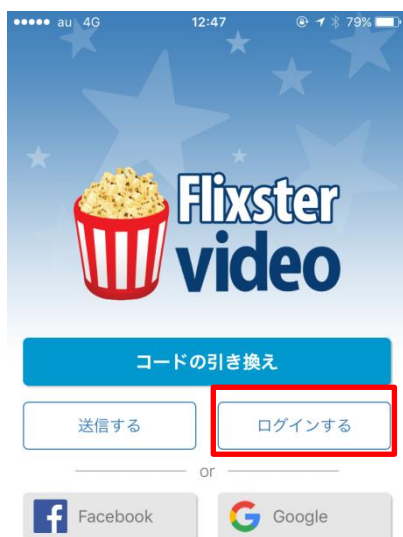 au 4G 12:47 79%
Flixster
video
コードの引き換え
送信する ログインする
or
Facebook Google